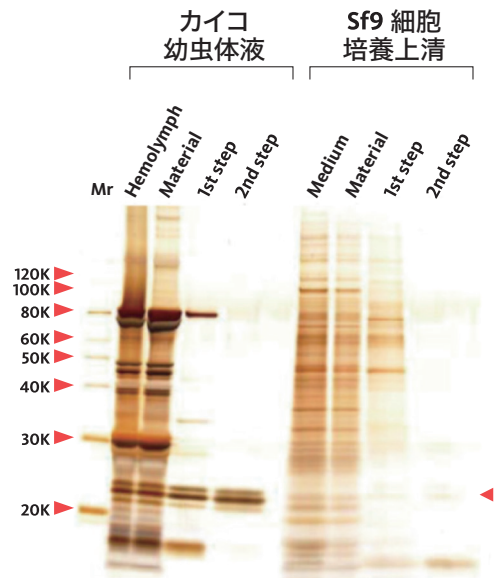 カイコ
幼虫体液
Sf9 細胞
培養上清
Mr
Hemolymph
Material
1st step
2nd step
Medium
Material
1st step
2nd step
120K
100K
80K
60K
50K
40K
30K
20K